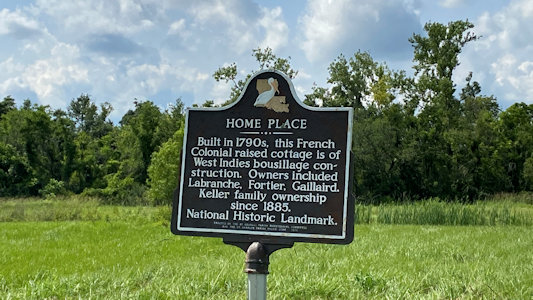 HOME PLACE
Built in 1790s, this French
Colonial raised cottage is of
West Indies bousillage con-
struction. Owners included
Labranche, Fortier, Gaillaird.
Keller family ownership
since 1885.
National Historic Landmark.